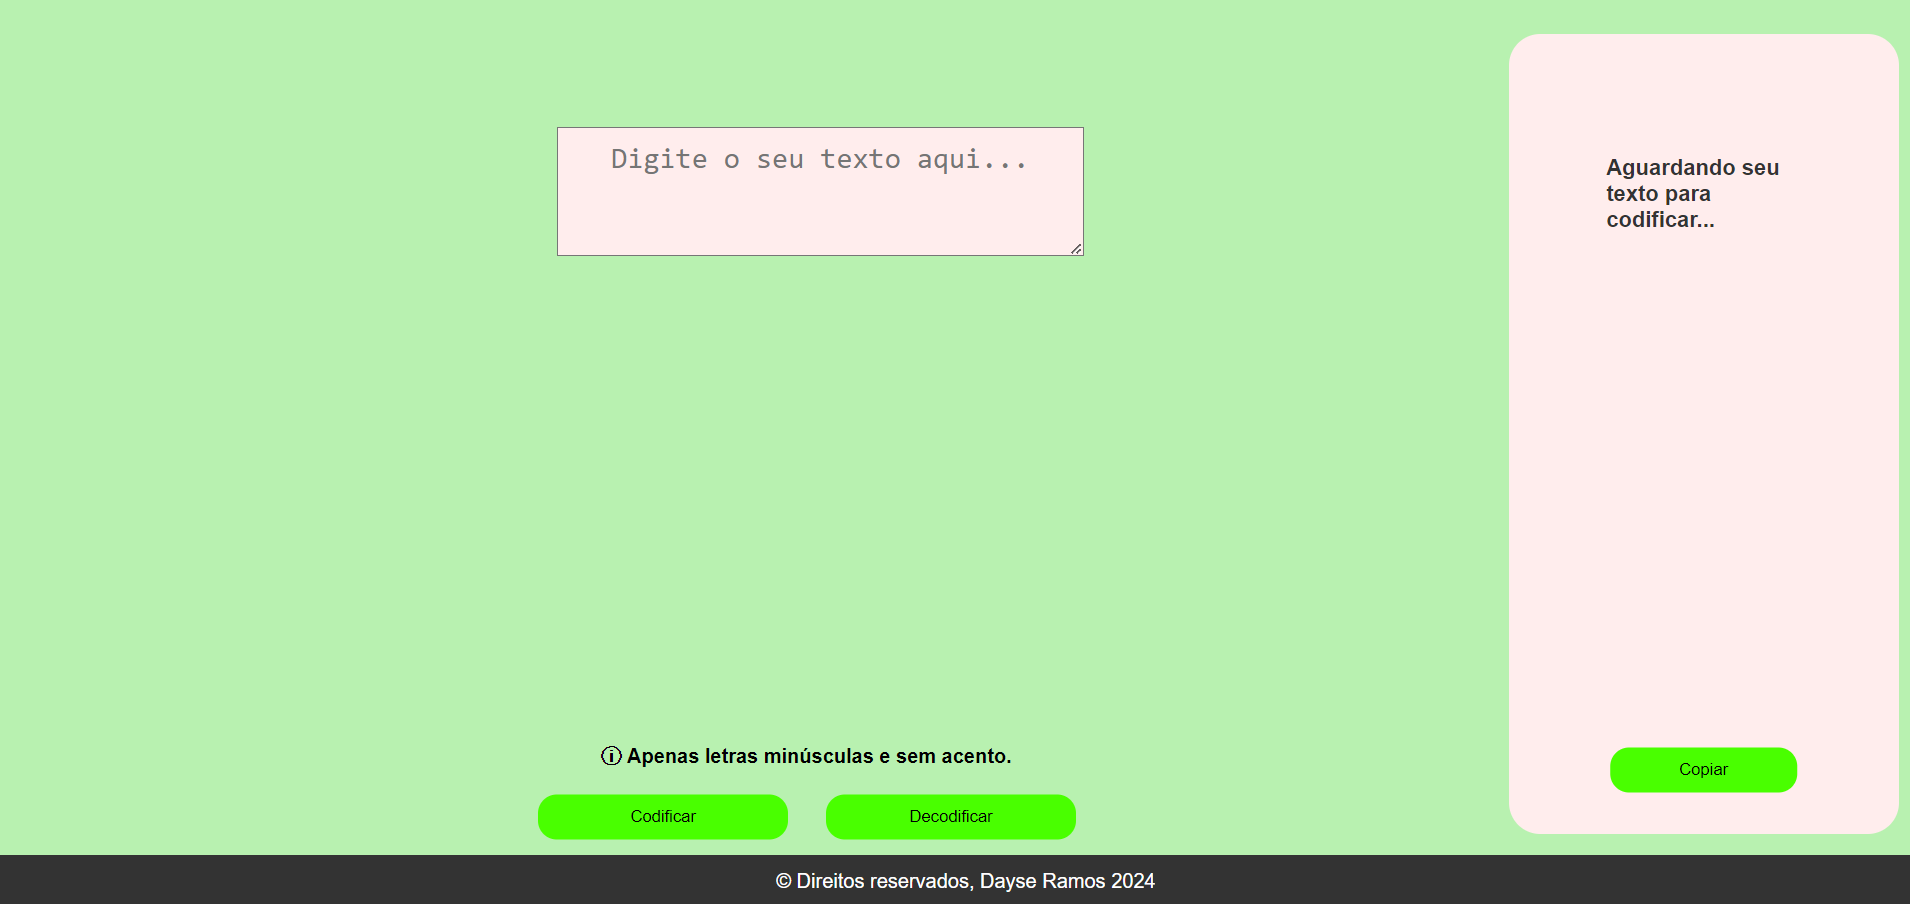 Digite o seu texto aqui...
Aguardando seu
texto para
codificar...
ⓘ Apenas letras minúsculas e sem acento.
Codificar
Decodificar
Copiar
© Direitos reservados, Dayse Ramos 2024